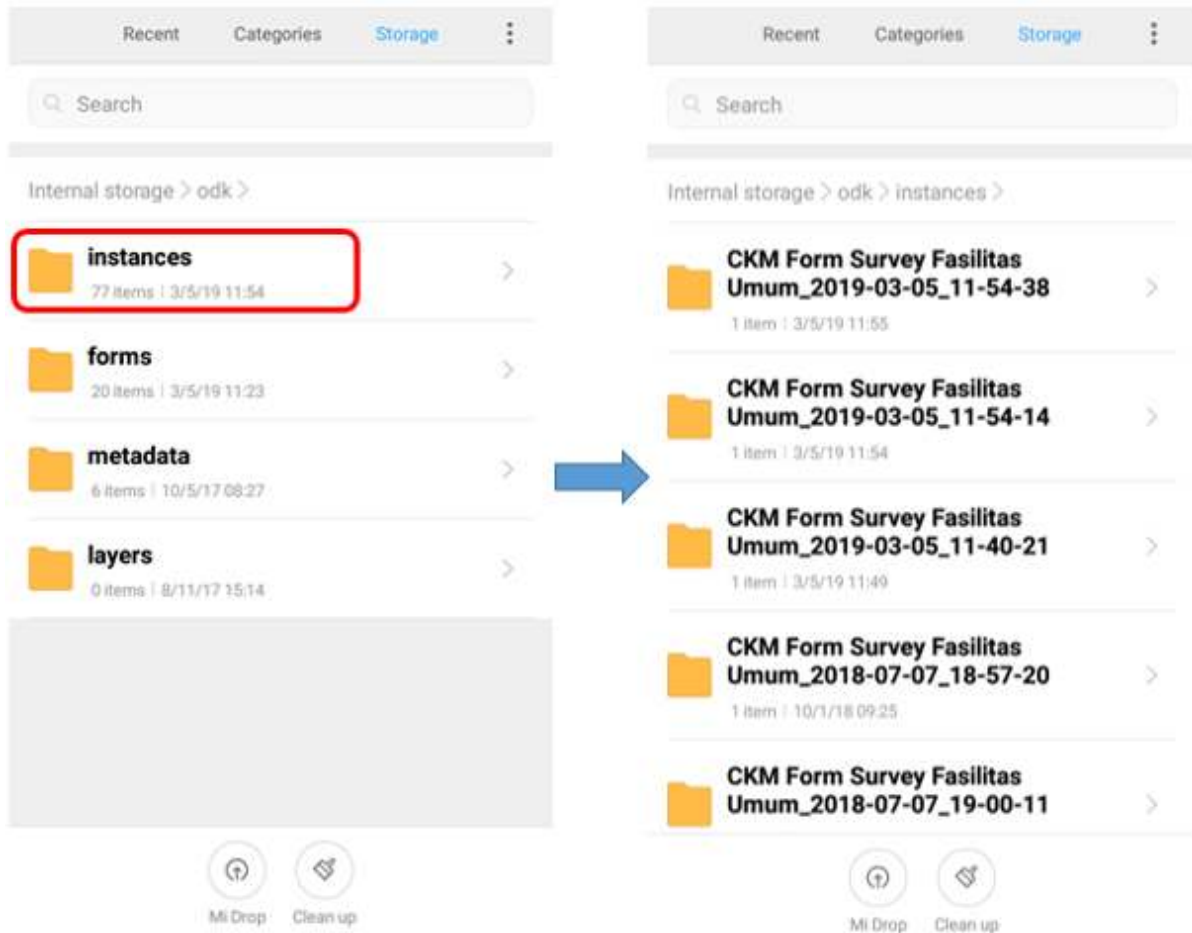 Recent Categories Storage
Search
Internal storage > odk >
instances
77 items | 3/5/19 11:54
forms
20 items | 3/5/19 11:23
metadata
6 items | 10/5/17 08:27
layers
0 items | 8/11/17 15:14
Mi Drop Clean up
Recent Categories Storage
Search
Internal storage > odk > instances >
CKM Form Survey Fasilitas
Umum_2019-03-05_11-54-38
1 item | 3/5/19 11:55
CKM Form Survey Fasilitas
Umum_2019-03-05_11-54-14
1 item | 3/5/19 11:54
CKM Form Survey Fasilitas
Umum_2019-03-05_11-40-21
1 item | 3/5/19 11:49
CKM Form Survey Fasilitas
Umum_2018-07-07_18-57-20
1 item | 10/1/18 09:25
CKM Form Survey Fasilitas
Umum_2018-07-07_19-00-11
Mi Drop Clean up